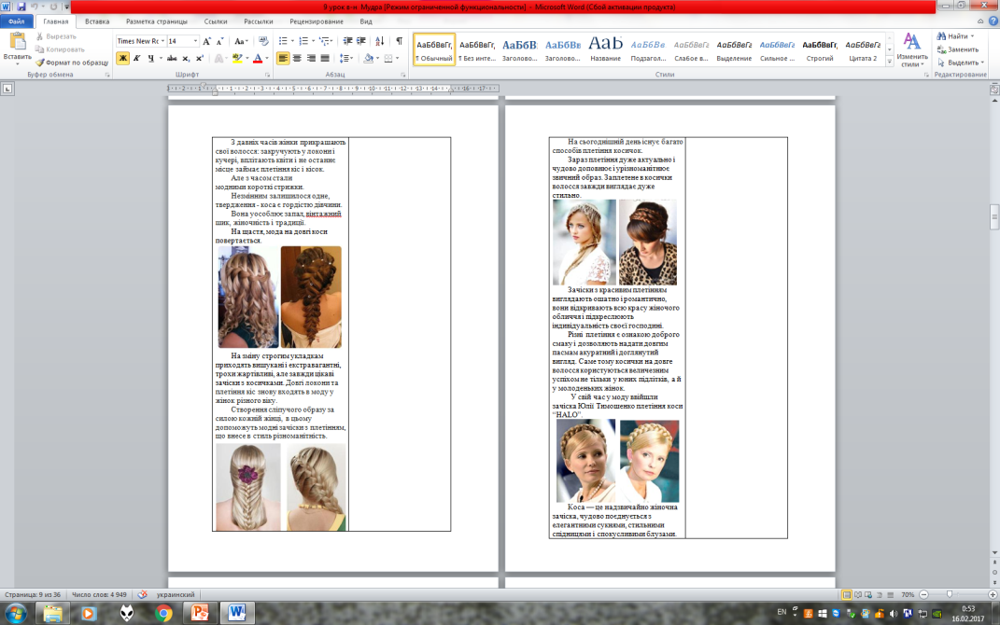 9 урок в-н Мудра [Режим ограниченной функциональности] - Microsoft Word (Сбой активации продукта)
Файл Главная Вставка Разметка страницы Ссылки Рассылки Рецензирование Вид
Вставить
Вырезать
Копировать
Формат по образцу
Буфер обмена
Times New Ro 14
Ж К Ч abc x₂ x² Aa
Шрифт
Абзац
АаБбВвГг, АаБбВвГг, АаБбВ АаБбВв АаБ АаБбВв АаБбВвГг АаБбВвГг АаБбВвГг АаБбВвГг, АаБбВвГг
¶ Обычный ¶ Без инте... Заголово... Заголово... Название Подзагол... Слабое в... Выделение Сильное ... Строгий Цитата 2
Стили
Изменить стили
Найти
Заменить
Выделить
Редактирование
З давніх часів жінки прикрашають
свої волосся: закручують у локони і
кучері, вплітають квіти і не останнє
місце займає плетіння кіс і кісок.
Але з часом стали
модними короткі стрижки.
Незмінним залишилося одне,
твердження - коса є гордістю дівчини.
Вона уособлює запал, вінтажний
шик, жіночність і традиції.
На щастя, мода на довгі коси
повертається.
На зміну строгим укладкам
приходять вишукані і екстравагантні,
трохи жартівливі, але завжди цікаві
зачіски з косичками. Довгі локони та
плетіння кіс знову входять в моду у
жінок різного віку.
Створення сліпучого образу за
силою кожній жінці, в цьому
допоможуть модні зачіски з плетінням,
що внесе в стиль різноманітність.
На сьогоднішній день існує багато
способів плетіння косичок.
Зараз плетіння дуже актуально і
чудово доповнює і урізноманітнює
звичний образ. Заплетене в косички
волосся завжди виглядає дуже
стильно.
Зачіски з красивим плетінням
виглядають ошатно і романтично,
вони відкривають всю красу жіночого
обличчя і підкреслюють
індивідуальність своєї господині.
Різні плетіння є ознакою доброго
смаку і дозволяють надати довгим
пасмам акуратний і доглянутий
вигляд. Саме тому косички на довге
волосся користуються величезним
успіхом не тільки у юних підлітків, а й
у молоденьких жінок.
У свій час у моду ввійшли
зачіска Юлії Тимошенко плетіння коси
“HALO”.
Коса — це надзвичайно жіночна
зачіска, чудово поєднується з
елегантними сукнями, стильними
спідницями і спокусливими блузами.
Страница: 9 из 36 Число слов: 4 949 украинский 70%
EN 0:53
16.02.2017